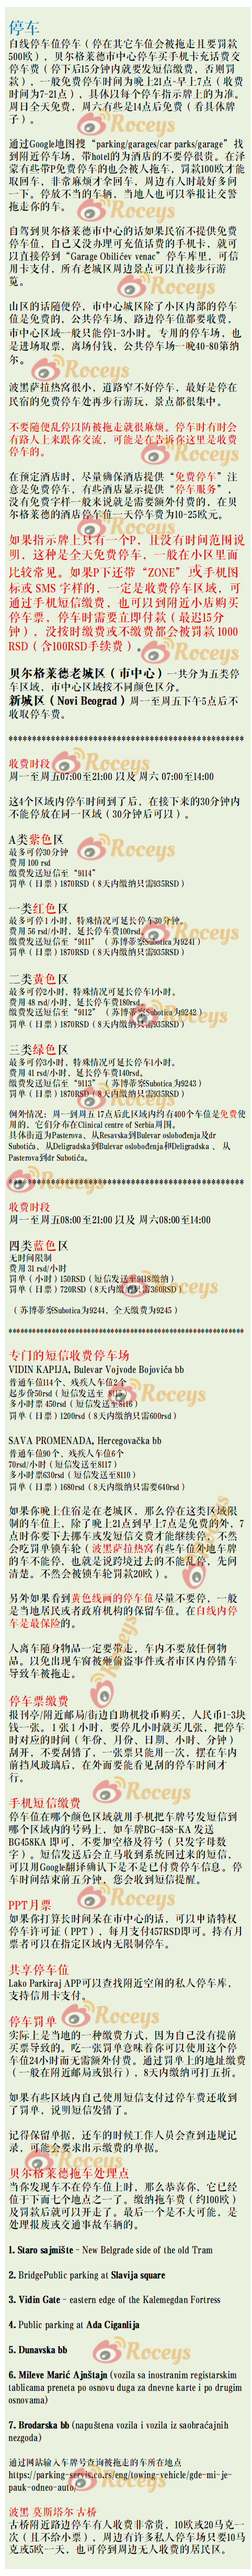 停车
白线停车位停车（停在其它车位会被拖走且要罚款
500欧），贝尔格莱德市中心停车买手机卡充话费交
停车费（停下后15分钟内就要发短信缴费，否则罚
款），一般免费停车时间为晚上21点-早上7点（收费
时间为7-21点），具体以每个停车指示牌上的为准。
周日全天免费，周六有些是14点后免费（看具体牌
子）。
通过Google地图搜“parking/garages/car parks/garage”找
到附近停车场，带hotel的为酒店的不要停很贵。在泽
蒙有些带P免费停车的也会被人拖车，罚款100欧才能
取回车，非常麻烦才拿回车，周边有人时最好多问
一下。停放不当的车辆，当地人也可以举报让交警
拖走你的车。
自驾到贝尔格莱德市中心的话如果民宿不提供免费
停车位，自己又没办理可充值话费的手机卡，就可
以直接停到“Garage Obilićev venac”停车库里，可信
用卡支付，所有老城区周边景点可以直接步行游
览。
山区的话随便停，市中心城区除了小区内部的停车
位是免费的，公共停车场、路边停车位都要收费，
市中心区域一般只能停1-3小时。专用的停车场，也
是进场取票，离场付钱，公共停车场一晚40-80第纳
尔。
波黑萨拉热窝很小，道路窄不好停车，最好是停在
民宿的免费停车处再步行游玩，景点都很集中。
不要随便乱停以防被拖走就很麻烦。停车时有时会
有路人上来跟你交流，可能是在告诉你这里是收费
停车的。
在预定酒店时，尽量确保酒店提供“免费停车”注
意是免费停车，有些酒店显示提供“停车服务”，
没有免费字样一般来说就是需要额外付费的，在贝
尔格莱德的酒店停车位一天停车费为10-25欧元。
如果指示牌上只有一个P，且没有时间范围说
明，这种是全天免费停车，一般在小区里面
比较常见。如果P下还带“ZONE”或手机图
标或 SMS 字样的，一定是收费停车区域，可
通过手机短信缴费，也可以到附近小店购买
停车票，停车时需要立即付款（最迟15分
钟），没按时缴费或不缴费都会被罚款 1000
RSD（含100RSD手续费）。
贝尔格莱德老城区（市中心）一共分为五类停
车区域，市中心区域按不同颜色区分。
新城区（Novi Beograd）周一至周五下午5点后不
收取停车费。
收费时段
周一至周五07:00至21:00 以及 周六 07:00至14:00
这4个区域内停车时间到了后，在接下来的30分钟内
不能停放在同一区域（30分钟后可以）。
A类紫色区
最多可停30分钟
费用 100 rsd
缴费发送短信至“9114”
罚单（日票）1870RSD（8天内缴纳只需935RSD）
一类红色区
最多可停1 小时，特殊情况可延长停车30分钟。
费用 56 rsd/小时，延长停车费100rsd。
缴费发送短信至“9111”（苏博蒂察Subotica为9241）
罚单（日票）1870RSD（8天内缴纳只需935RSD）
二类黄色区
最多可停2小时，特殊情况可延长停车1小时。
费用 48 rsd/小时，延长停车费180rsd。
缴费发送短信至“9112”（苏博蒂察Subotica为9242）
罚单（日票）1870RSD（8天内缴纳只需935RSD）
三类绿色区
最多可停3小时，特殊情况可延长停车1小时。
费用 41 rsd/小时，延长停车费140rsd。
缴费发送短信至“9113”（苏博蒂察Subotica 为9243）
罚单（日票）1870RSD（8天内缴纳只需935RSD）
例外情况：周一到周五17点后此区域内约有400个车位是免费使
用的，它们分布在Clinical centre of Serbia周围。
具体街道为Pasterova、从Resavska到Bulevar oslobođenja及dr
Subotića、从Deligradska到Bulevar oslobođenja和Deligradska 、 从
Pasterova到dr Subotića。
收费时段
周一至周五08:00至21:00 以及 周六08:00至14:00
四类蓝色区
无时间限制
费用 31 rsd/小时
罚单（小时）150RSD（短信发送至9118缴纳）
罚单（日票）720RSD（8天内缴纳只需360RSD）
（苏博蒂察Subotica为9244，全天缴费为9245）
专门的短信收费停车场
VIDIN KAPIJA, Bulevar Vojvode Bojovića bb
普通车位114个、残疾人车位2个
起步价50rsd（短信发送至 8115）
多小时票 450rsd（短信发送至8116）
罚单（日票）1200rsd（8天内缴纳只需600rsd）
SAVA PROMENADA, Hercegovačka bb
普通车位90个、残疾人车位6个
70rsd/小时（短信发送至8117）
多小时票630rsd（短信发送至8110）
罚单（日票）1680rsd（8天内缴纳只需要640rsd）
如果你晚上住宿是在老城区，那么停在这类区域限
制的车位上，除了晚上21点到早上7点是免费的外，7
点时你要下去挪车或发短信交费才能继续停，不然
会吃罚单锁车轮（波黑萨拉热窝有些车位外地车牌
的车不能停，也就是说跨境过去的不能乱停，先问
清楚。不然会被锁车轮罚款20欧）。
另外如果看到黄色线画的停车位尽量不要停，一般
是当地居民或者政府机构的保留车位。在白线内停
车是最保险的。
人离车随身物品一定要带走，车内不要放任何物
品。以免出现车窗被砸偷盗事件或者市区内停错车
导致车被拖走。
停车票缴费
报刊亭/附近邮局/街边自助机投币购买，人民币1-3块
钱一张。1 张 1 小时，要停几小时就买几张，把停车
时对应的时间（年份、月份、日期、小时、分钟）
刮开，不要刮错了，一张票只能用一次，摆在车内
前挡风玻璃后，在外面要能看见刮的停车时间才
行。
手机短信缴费
停车位在哪个颜色区域就用手机把车牌号发短信到
哪个区域内的号码上，如车牌BG-458-KA 发送
BG458KA 即可，不要加空格及符号（只发字母数
字）。短信发送后会立马收到系统回过来的短信，
可以用Google翻译确认下是不是已付费停车信息。停
车时间结束前五分钟，您会收到短信提醒。
PPT月票
如果你打算长时间呆在市中心的话，可以申请特权
停车许可证（PPT），每月支付457RSD即可。持有月
票者可以在指定区域内无限制停车。
共享停车位
Lako Parkiraj APP可以查找附近空闲的私人停车库，
支持信用卡支付。
停车罚单
实际上是当地的一种缴费方式，因为自己没有提前
买票导致的。吃一张罚单意味着你可以使用这个停
车位24小时而无需额外付费。通过罚单上的地址缴费
（一般在附近邮局或银行），8天内缴纳可打五折。
如果有些区域内自己使用短信支付过停车费还收到
了罚单，说明短信发错了。
记得保留单据，还车的时候工作人员会查到违规记
录，可能会要求出示缴费的单据。
贝尔格莱德拖车处理点
当你发现车不在停车位上时，那么恭喜你，它已经
位于下面七个地点之一了。缴纳拖车费（约100欧）
及罚款后就可以开走了。最后一个是不大可能，是
处理报废或交通事故车辆的。
1. Staro sajmište – New Belgrade side of the old Tram
2. BridgePublic parking at Slavija square
3. Vidin Gate – eastern edge of the Kalemegdan Fortress
4. Public parking at Ada Ciganlija
5. Dunavska bb
6. Mileve Marić Ajnštajn (vozila sa inostranim registarskim
tablicama preneta po osnovu duga za dnevne karte i po drugim
osnovama)
7. Brodarska bb (napuštena vozila i vozila iz saobraćajnih
nezgoda)
通过网站输入车牌号查询被拖走的车所在地点
https://parking-servis.co.rs/eng/towing-vehicle/gde-mi-je-
pauk-odneo-auto/
波黑 莫斯塔尔 古桥
古桥附近路边停车有人收费非常贵，10欧或20马克一
次（且不给小票），周边有许多私人停车场只要10马
克或5欧一天，也可停到周边无人收费的居民区。